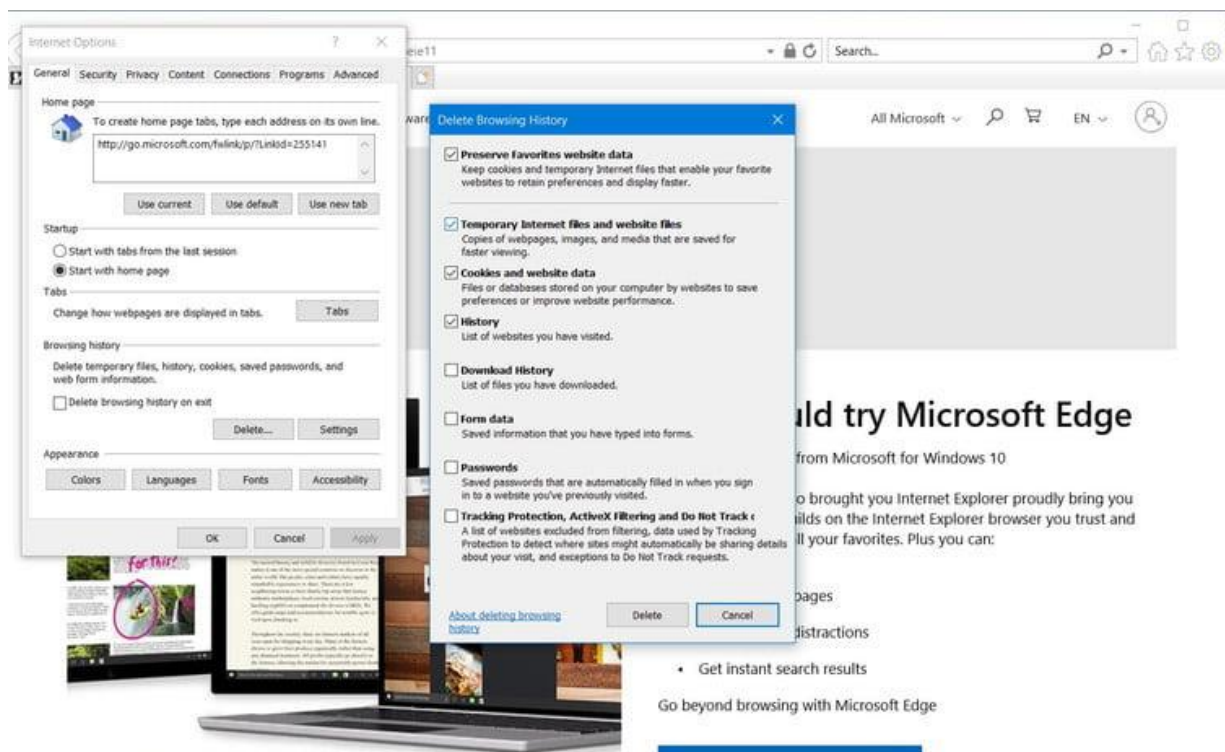 Internet Options
?
General Security Privacy Content Connections Programs Advanced
Home page
To create home page tabs, type each address on its own line.
http://go.microsoft.com/fwlink/p/?LinkId=255141
Use current Use default Use new tab
Startup
Start with tabs from the last session
Start with home page
Tabs
Change how webpages are displayed in tabs.
Tabs
Browsing history
Delete temporary files, history, cookies, saved passwords, and
web form information.
Delete browsing history on exit
Delete... Settings
Appearance
Colors Languages Fonts Accessibility
OK Cancel Apply
eie11
Search...
Delete Browsing History
Preserve Favorites website data
Keep cookies and temporary Internet files that enable your favorite
websites to retain preferences and display faster.
Temporary Internet files and website files
Copies of webpages, images, and media that are saved for
faster viewing.
Cookies and website data
Files or databases stored on your computer by websites to save
preferences or improve website performance.
History
List of websites you have visited.
Download History
List of files you have downloaded.
Form data
Saved information that you have typed into forms.
Passwords
Saved passwords that are automatically filled in when you sign
in to a website you've previously visited.
Tracking Protection, ActiveX Filtering and Do Not Track
A list of websites excluded from filtering, data used by Tracking
Protection to detect where sites might automatically be sharing details
about your visit, and exceptions to Do Not Track requests.
About deleting browsing
history
Delete Cancel
ware
All Microsoft
EN
uld try Microsoft Edge
from Microsoft for Windows 10
o brought you Internet Explorer proudly bring you
ilds on the Internet Explorer browser you trust and
ll your favorites. Plus you can:
pages
distractions
• Get instant search results
Go beyond browsing with Microsoft Edge
for this?